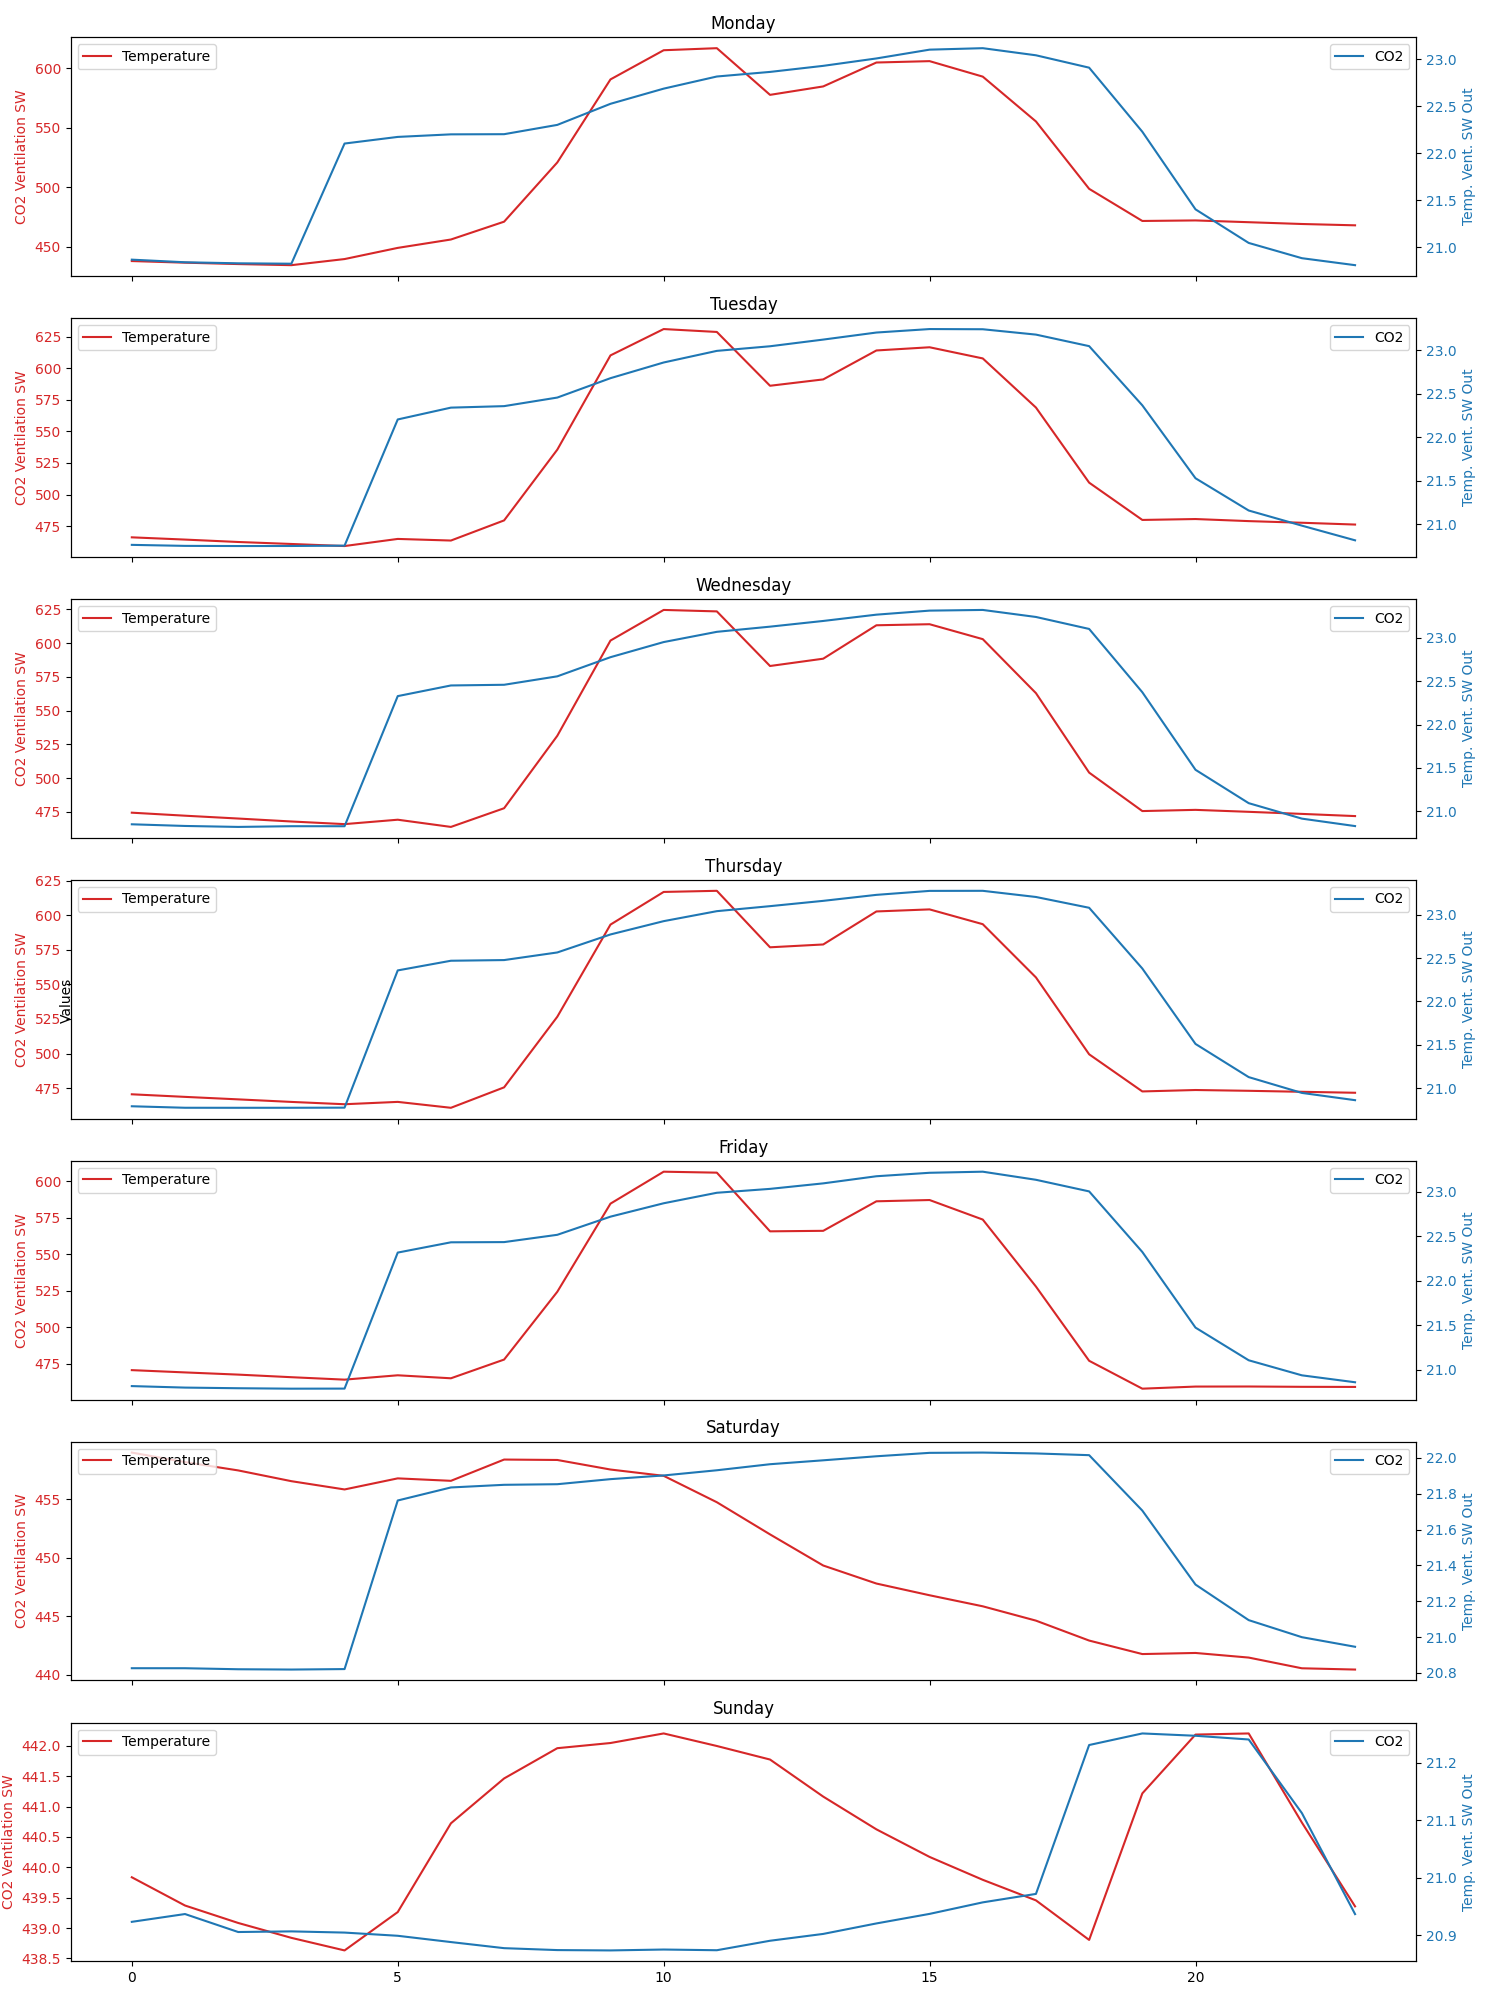 Monday
Temperature
CO2
CO2 Ventilation SW
Temp. Vent. SW Out
600
550
500
450
23.0
22.5
22.0
21.5
21.0
Tuesday
Temperature
CO2
CO2 Ventilation SW
Temp. Vent. SW Out
625
600
575
550
525
500
475
23.0
22.5
22.0
21.5
21.0
Wednesday
Temperature
CO2
CO2 Ventilation SW
Temp. Vent. SW Out
625
600
575
550
525
500
475
23.0
22.5
22.0
21.5
21.0
Thursday
Temperature
CO2
CO2 Ventilation SW
Values
Temp. Vent. SW Out
625
600
575
550
525
500
475
23.0
22.5
22.0
21.5
21.0
Friday
Temperature
CO2
CO2 Ventilation SW
Temp. Vent. SW Out
600
575
550
525
500
475
23.0
22.5
22.0
21.5
21.0
Saturday
Temperature
CO2
CO2 Ventilation SW
Temp. Vent. SW Out
455
450
445
440
22.0
21.8
21.6
21.4
21.2
21.0
20.8
Sunday
Temperature
CO2
CO2 Ventilation SW
Temp. Vent. SW Out
442.0
441.5
441.0
440.5
440.0
439.5
439.0
438.5
21.2
21.1
21.0
20.9
0 5 10 15 20